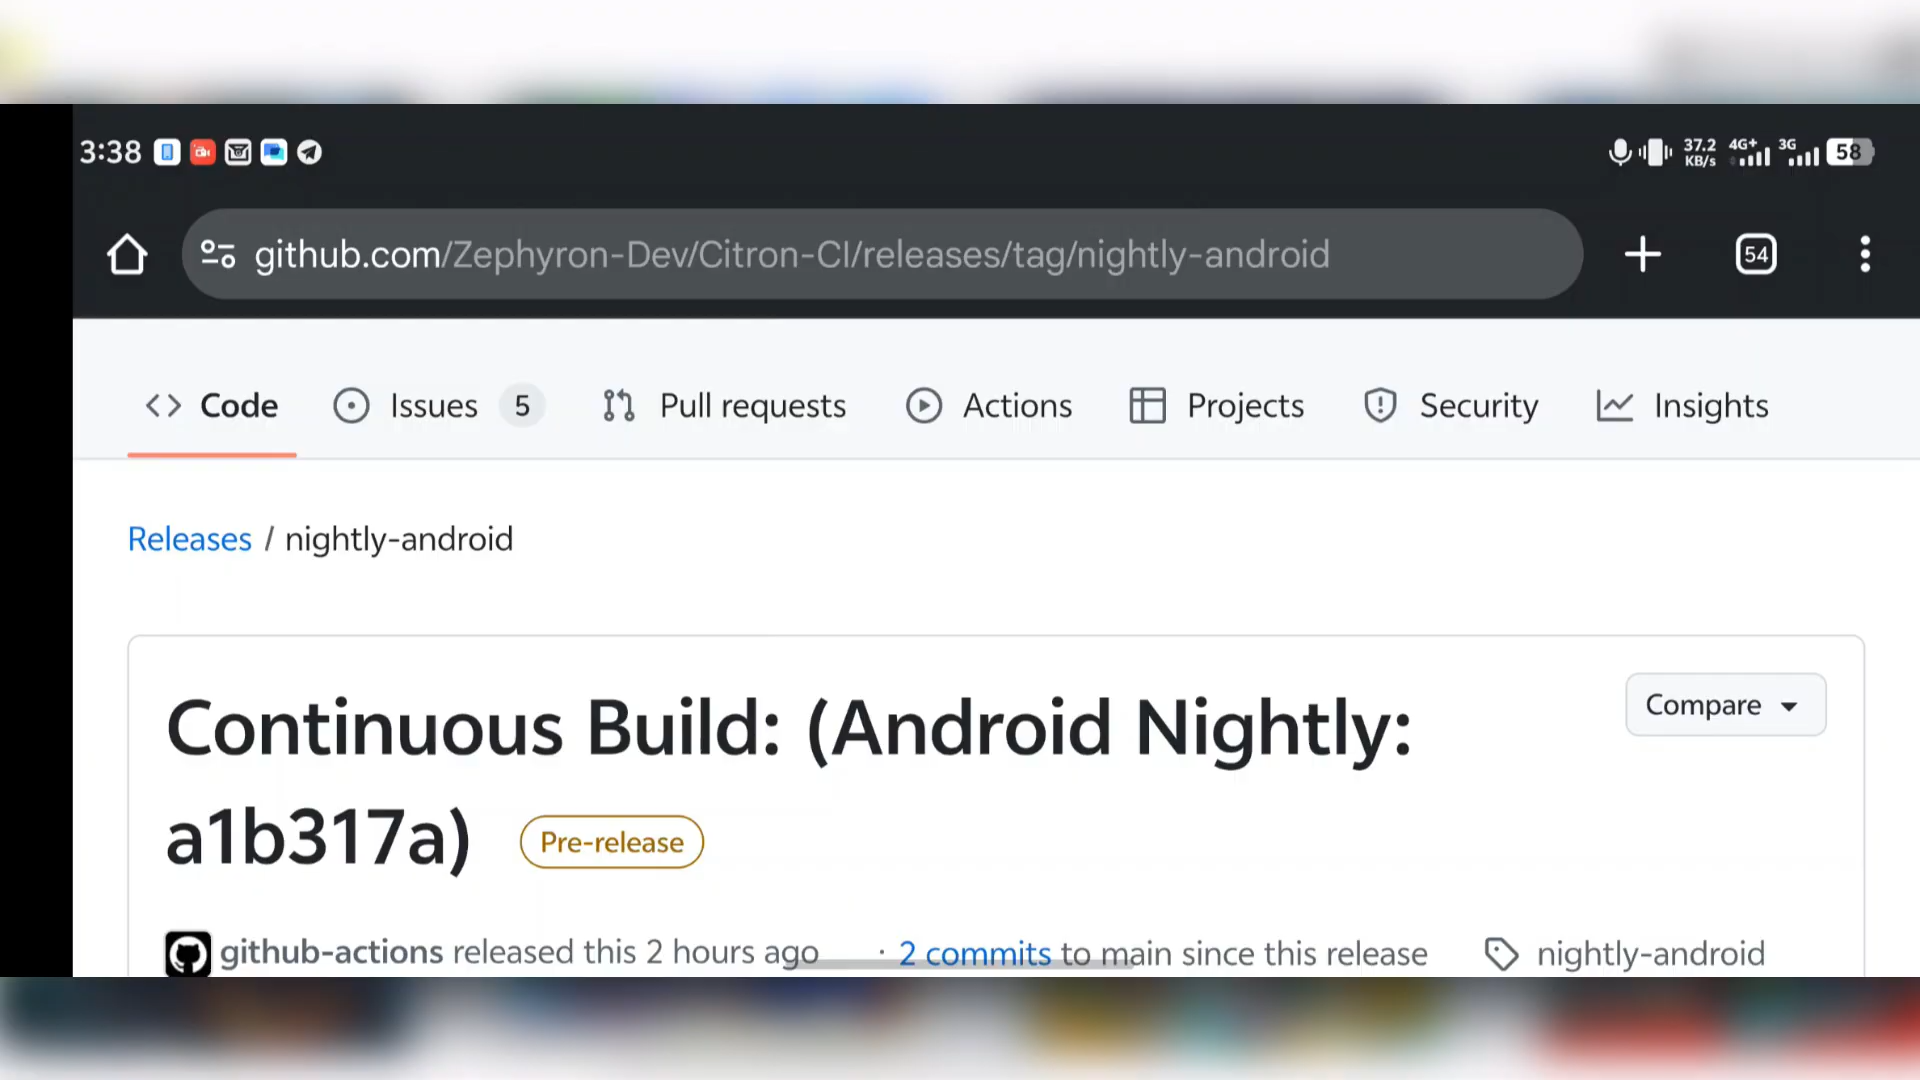 3:38
37.2 KB/s 4G+ 3G 58
github.com/Zephyron-Dev/Citron-CI/releases/tag/nightly-android
54
Code Issues 5 Pull requests Actions Projects Security Insights
Releases / nightly-android
Continuous Build: (Android Nightly:
a1b317a) Pre-release
Compare
github-actions released this 2 hours ago · 2 commits to main since this release nightly-android